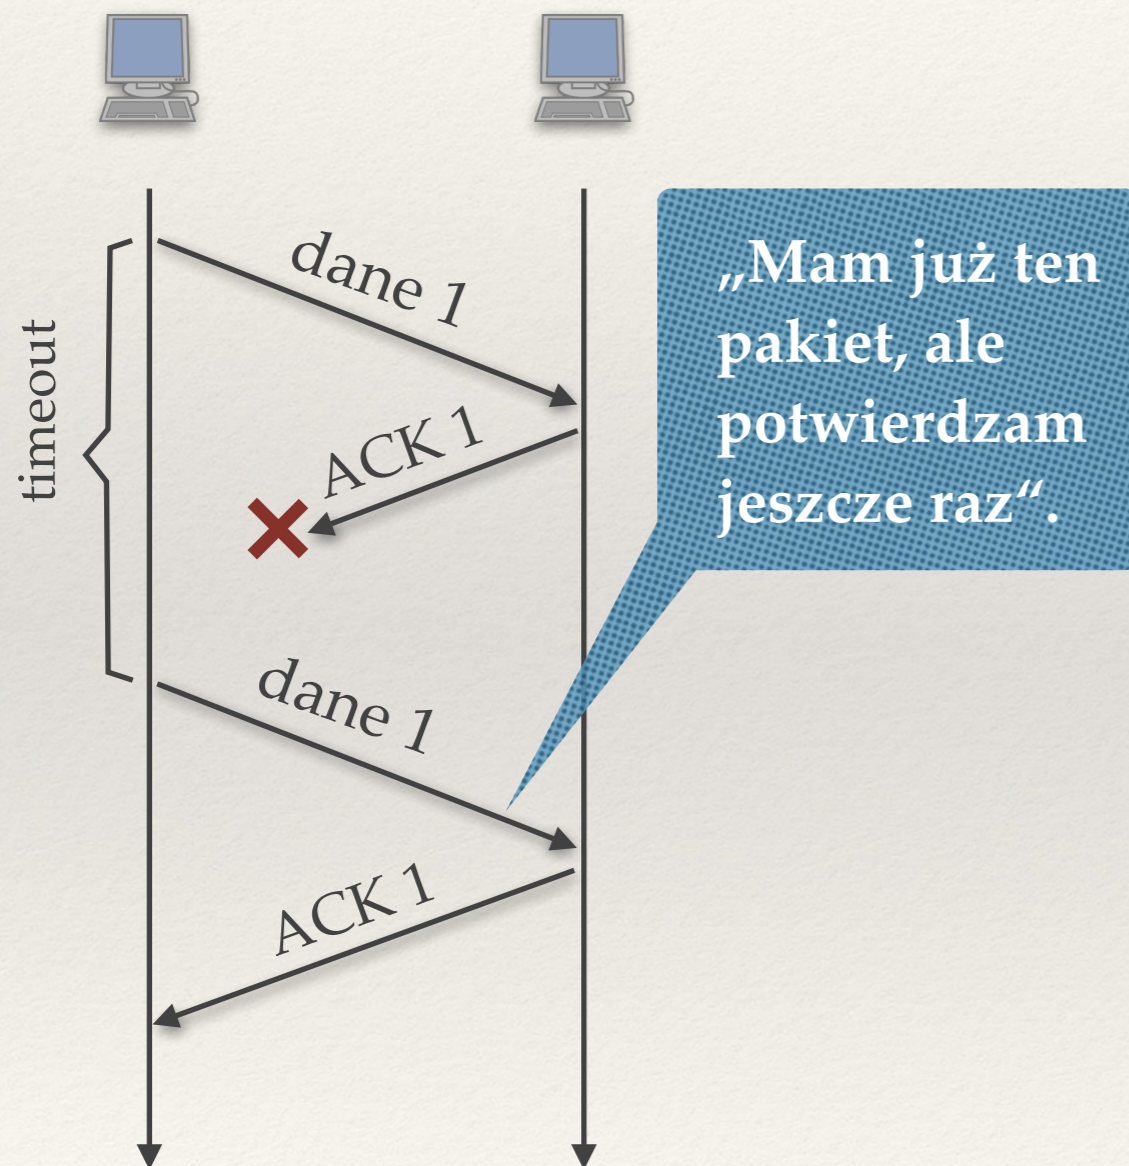 timeout
dane 1
ACK 1
dane 1
ACK 1
„Mam już ten
pakiet, ale
potwierdzam
jeszcze raz“.